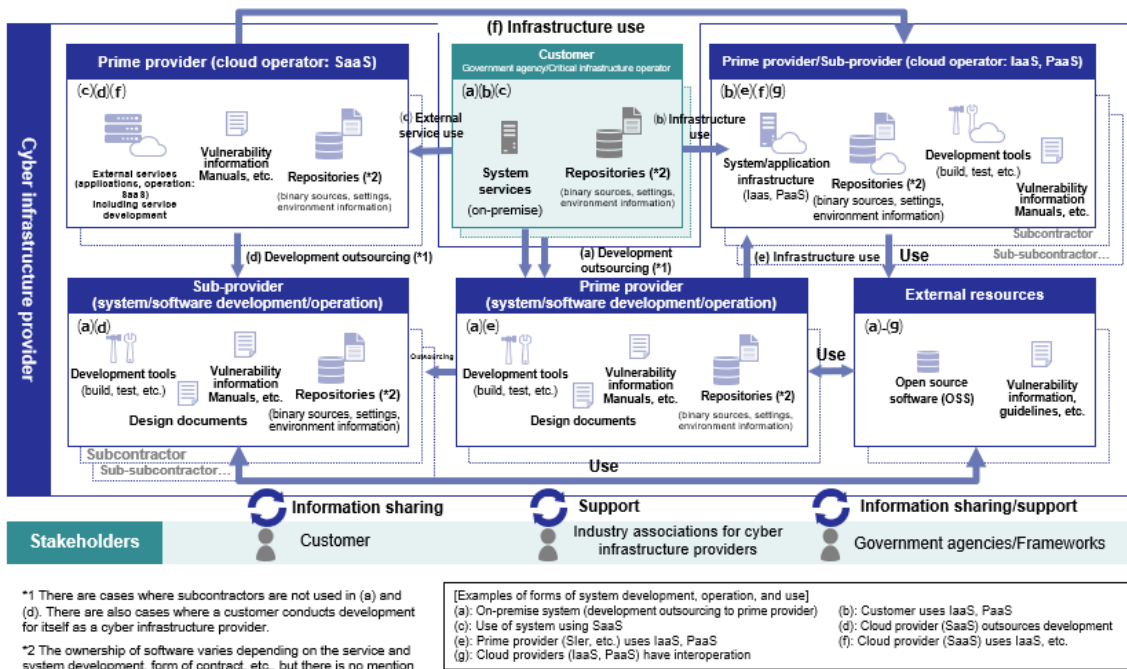 (f) Infrastructure use
Cyber infrastructure provider
Prime provider (cloud operator: SaaS)
(c)(d)(f)
External services
(applications, operation:
SaaS)
Including service
development
Vulnerability
information
Manuals, etc.
Repositories (*2)
(binary sources, settings,
environment information)
(c) External
service use
Customer
Government agency/Critical infrastructure operator
(a)(b)(c)
System
services
(on-premise)
Repositories (*2)
(binary sources, settings,
environment information)
(b) Infrastructure
use
Prime provider/Sub-provider (cloud operator: IaaS, PaaS)
(b)(e)(f)(g)
System/application
infrastructure
(Iaas, PaaS)
Repositories (*2)
(binary sources, settings,
environment information)
Development tools
(build, test, etc.)
Vulnerability
information
Manuals, etc.
Subcontractor
Sub-subcontractor...
(d) Development outsourcing (*1)
(a) Development
outsourcing (*1)
(e) Infrastructure use
Use
Sub-provider
(system/software development/operation)
(a)(d)
Development tools
(build, test, etc.)
Vulnerability
information
Manuals, etc.
Design documents
Repositories (*2)
(binary sources, settings,
environment information)
Subcontractor
Sub-subcontractor...
Outsourcing
Prime provider
(system/software development/operation)
(a)(e)
Development tools
(build, test, etc.)
Vulnerability
information
Manuals, etc.
Design documents
Repositories (*2)
(binary sources, settings,
environment information)
Use
External resources
(a)-(g)
Open source
software (OSS)
Vulnerability
information,
guidelines, etc.
Use
Information sharing
Support
Information sharing/support
Stakeholders
Customer
Industry associations for cyber
infrastructure providers
Government agencies/Frameworks
*1 There are cases where subcontractors are not used in (a) and
(d). There are also cases where a customer conducts development
for itself as a cyber infrastructure provider.
*2 The ownership of software varies depending on the service and
system development, form of contract, etc., but there is no mention
[Examples of forms of system development, operation, and use]
(a): On-premise system (development outsourcing to prime provider)
(b): Customer uses IaaS, PaaS
(c): Use of system using SaaS
(d): Cloud provider (SaaS) outsources development
(e): Prime provider (SIer, etc.) uses IaaS, PaaS
(f): Cloud provider (SaaS) uses IaaS, etc.
(g): Cloud providers (IaaS, PaaS) have interoperation